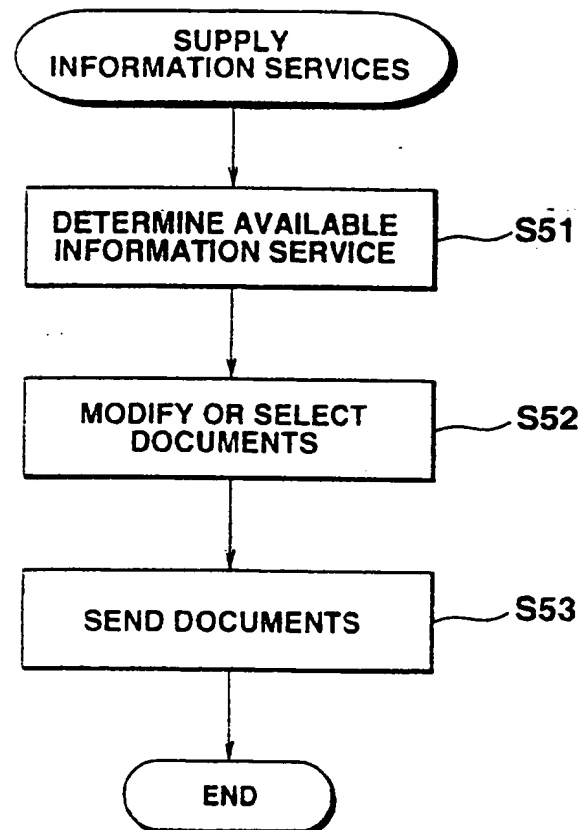 SUPPLY
INFORMATION SERVICES
DETERMINE AVAILABLE
INFORMATION SERVICE
S51
MODIFY OR SELECT
DOCUMENTS
S52
SEND DOCUMENTS
S53
END